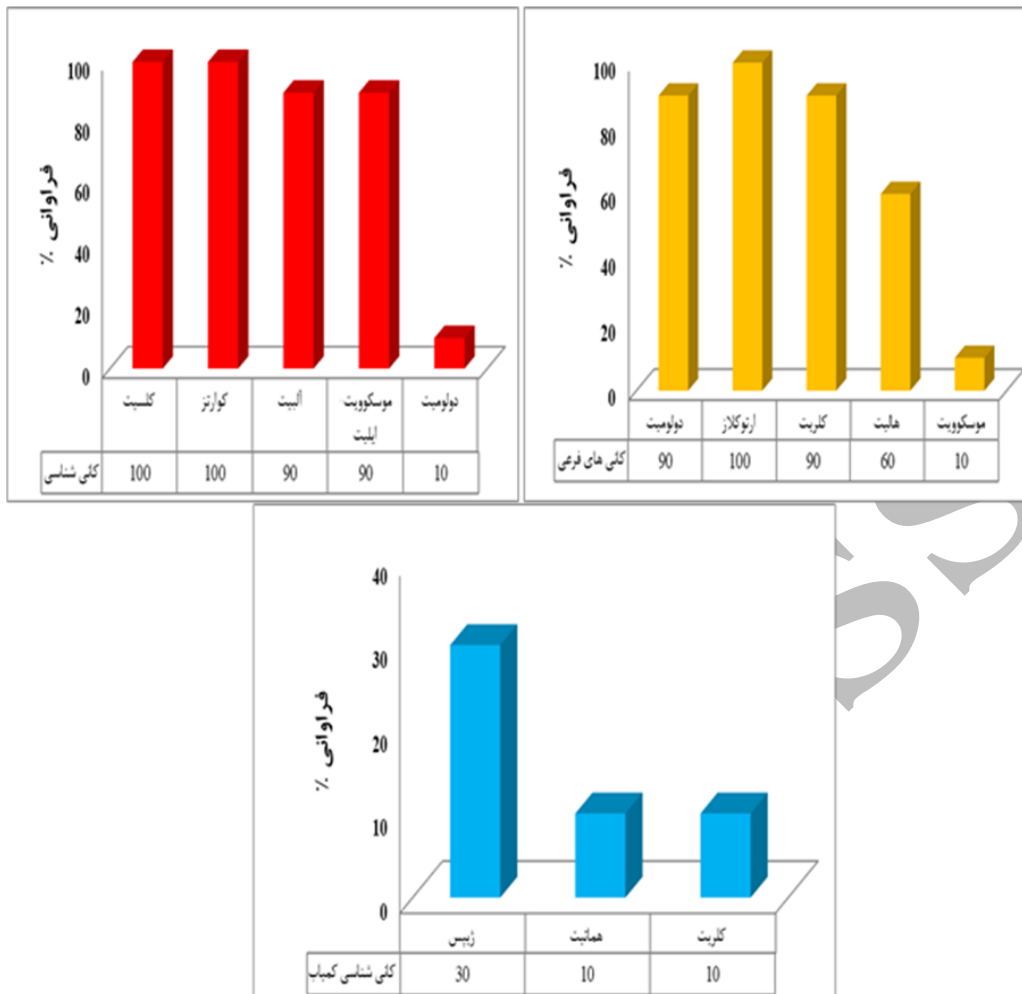 فراوانی %
100
80
60
40
20
0
کلسیت کوارتز آلبیت موسکوویت- دولومیت
ایلیت
کانی شناسی 100 100 90 90 10
فراوانی %
100
80
60
40
20
0
دولومیت ارتوکلاز کلریت هالیت موسکوویت
کانی های فرعی 90 100 90 60 10
فراوانی %
40
30
20
10
0
ژیپس هماتیت کلریت
کانی شناسی کمیاب 30 10 10